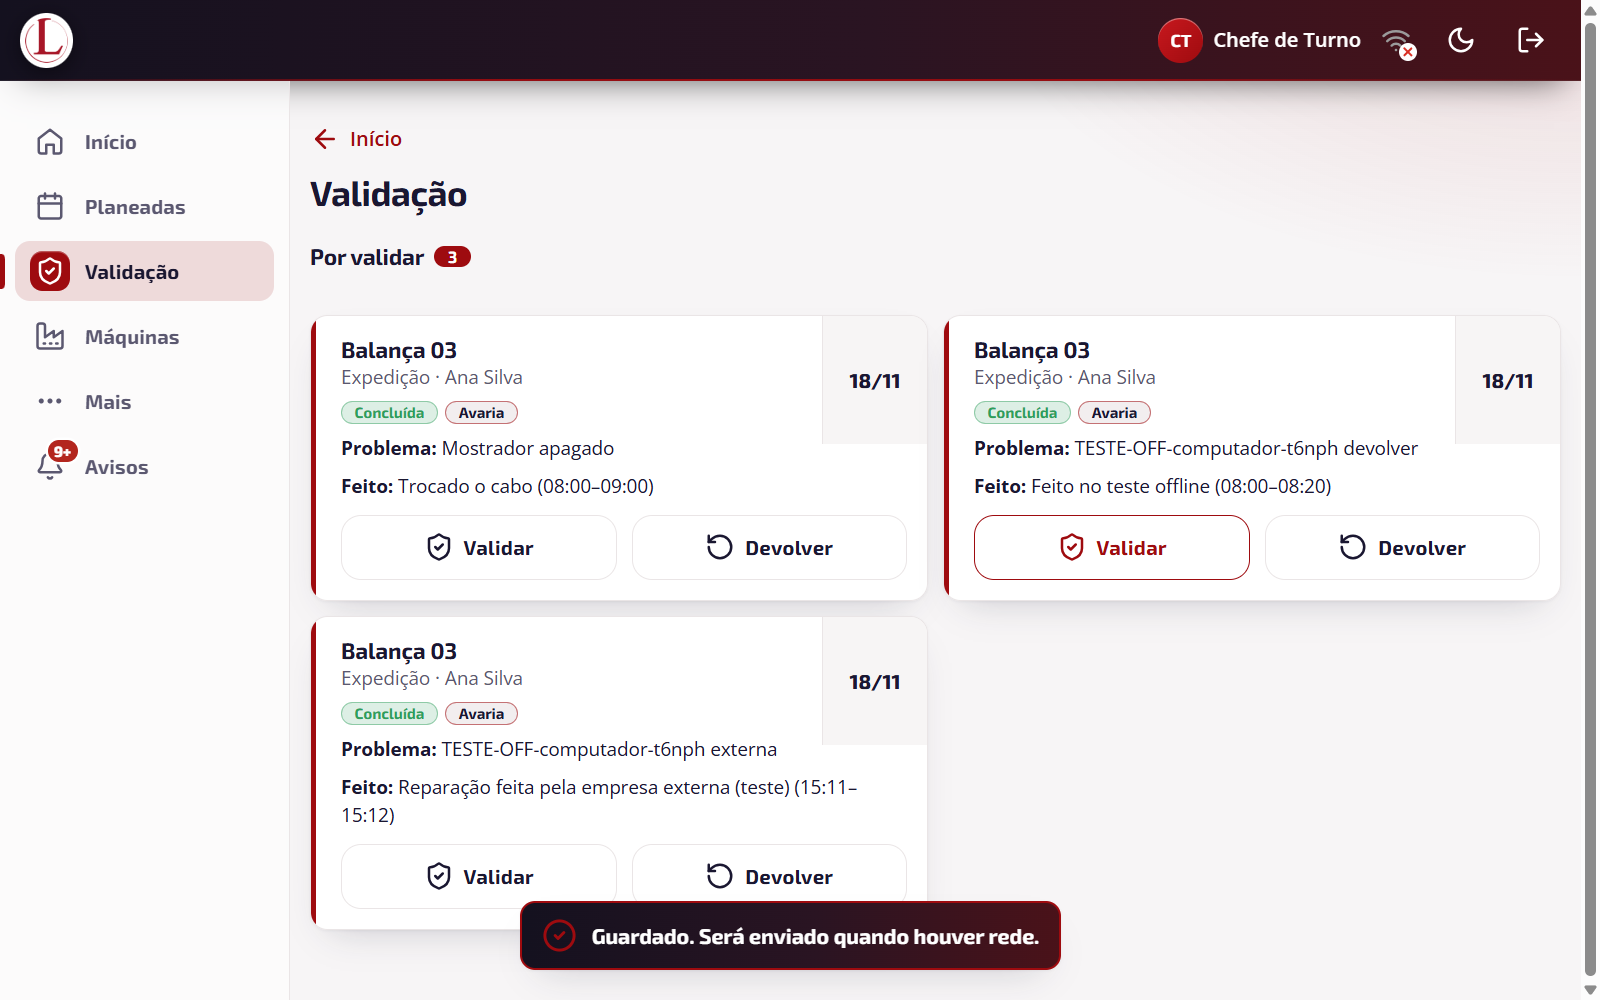 L
CT
Chefe de Turno
Início
Planeadas
Validação
Máquinas
Mais
9+
Avisos
Início
Validação
Por validar 3
Balança 03
Expedição · Ana Silva
18/11
Concluída
Avaria
Problema: Mostrador apagado
Feito: Trocado o cabo (08:00–09:00)
Validar
Devolver
Balança 03
Expedição · Ana Silva
18/11
Concluída
Avaria
Problema: TESTE-OFF-computador-t6nph devolver
Feito: Feito no teste offline (08:00–08:20)
Validar
Devolver
Balança 03
Expedição · Ana Silva
18/11
Concluída
Avaria
Problema: TESTE-OFF-computador-t6nph externa
Feito: Reparação feita pela empresa externa (teste) (15:11–
15:12)
Validar
Devolver
Guardado. Será enviado quando houver rede.